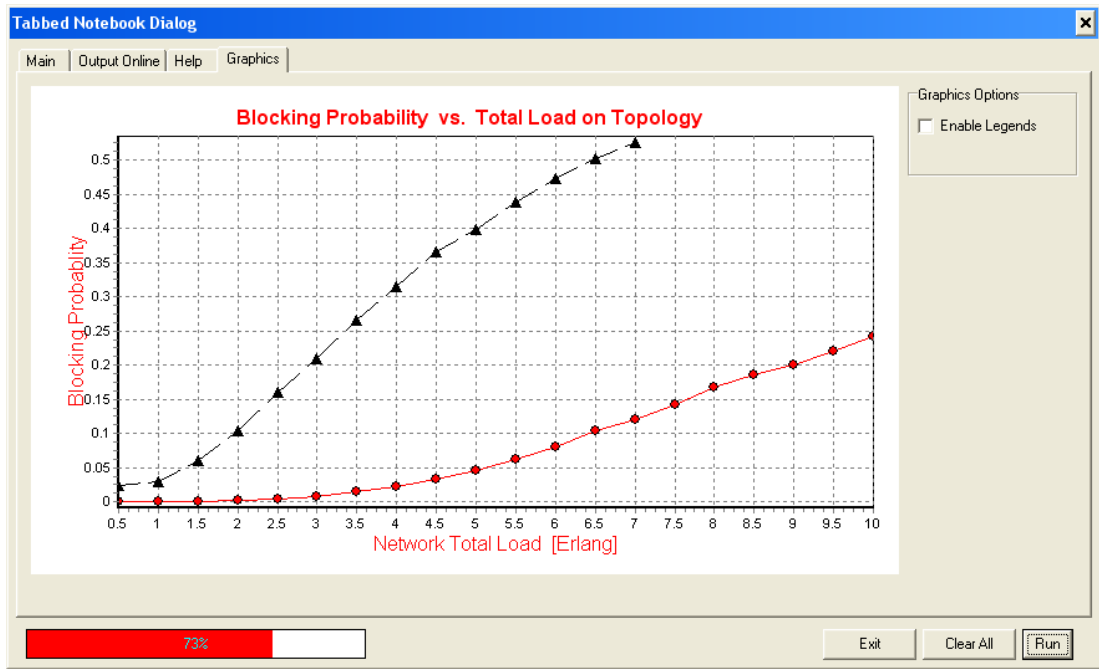 Tabbed Notebook Dialog
Main Output Online Help Graphics
Blocking Probability vs. Total Load on Topology
Graphics Options
Enable Legends
Blocking Probablity
0.5
0.45
0.4
0.35
0.3
0.25
0.2
0.15
0.1
0.05
0
0.5 1 1.5 2 2.5 3 3.5 4 4.5 5 5.5 6 6.5 7 7.5 8 8.5 9 9.5 10
Network Total Load [Erlang]
73%
Exit Clear All Run